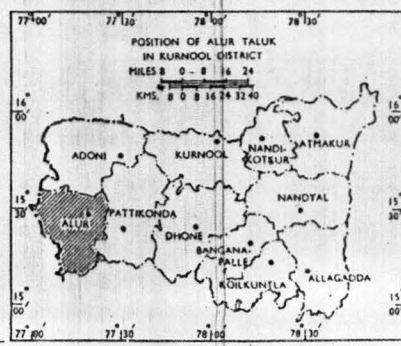 77°00' 77°30' 78°00' 78°30'
POSITION OF ALUR TALUK
IN KURNOOL DISTRICT
MILES 8 0 8 16 24
KMS. 8 0 8 16 24 32 40
16 00 16 00
ADONI KURNOOL NANDI-KOTKUR ATMAKUR
15 30 15 30
ALUR PATTIKONDA DHONE NANDYAL
BANGANA-PALLE
KOILKUNTLA ALLAGADDA
15 00 15 00
77°00' 77°30' 78°00' 78°30'